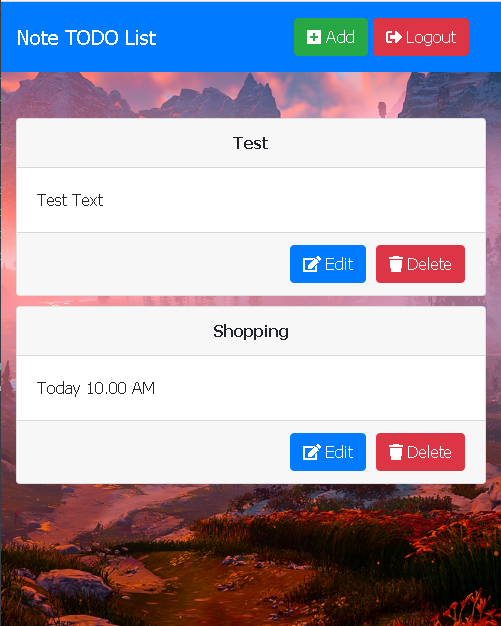 Note TODO List
Add
Logout
Test
Test Text
Edit
Delete
Shopping
Today 10.00 AM
Edit
Delete